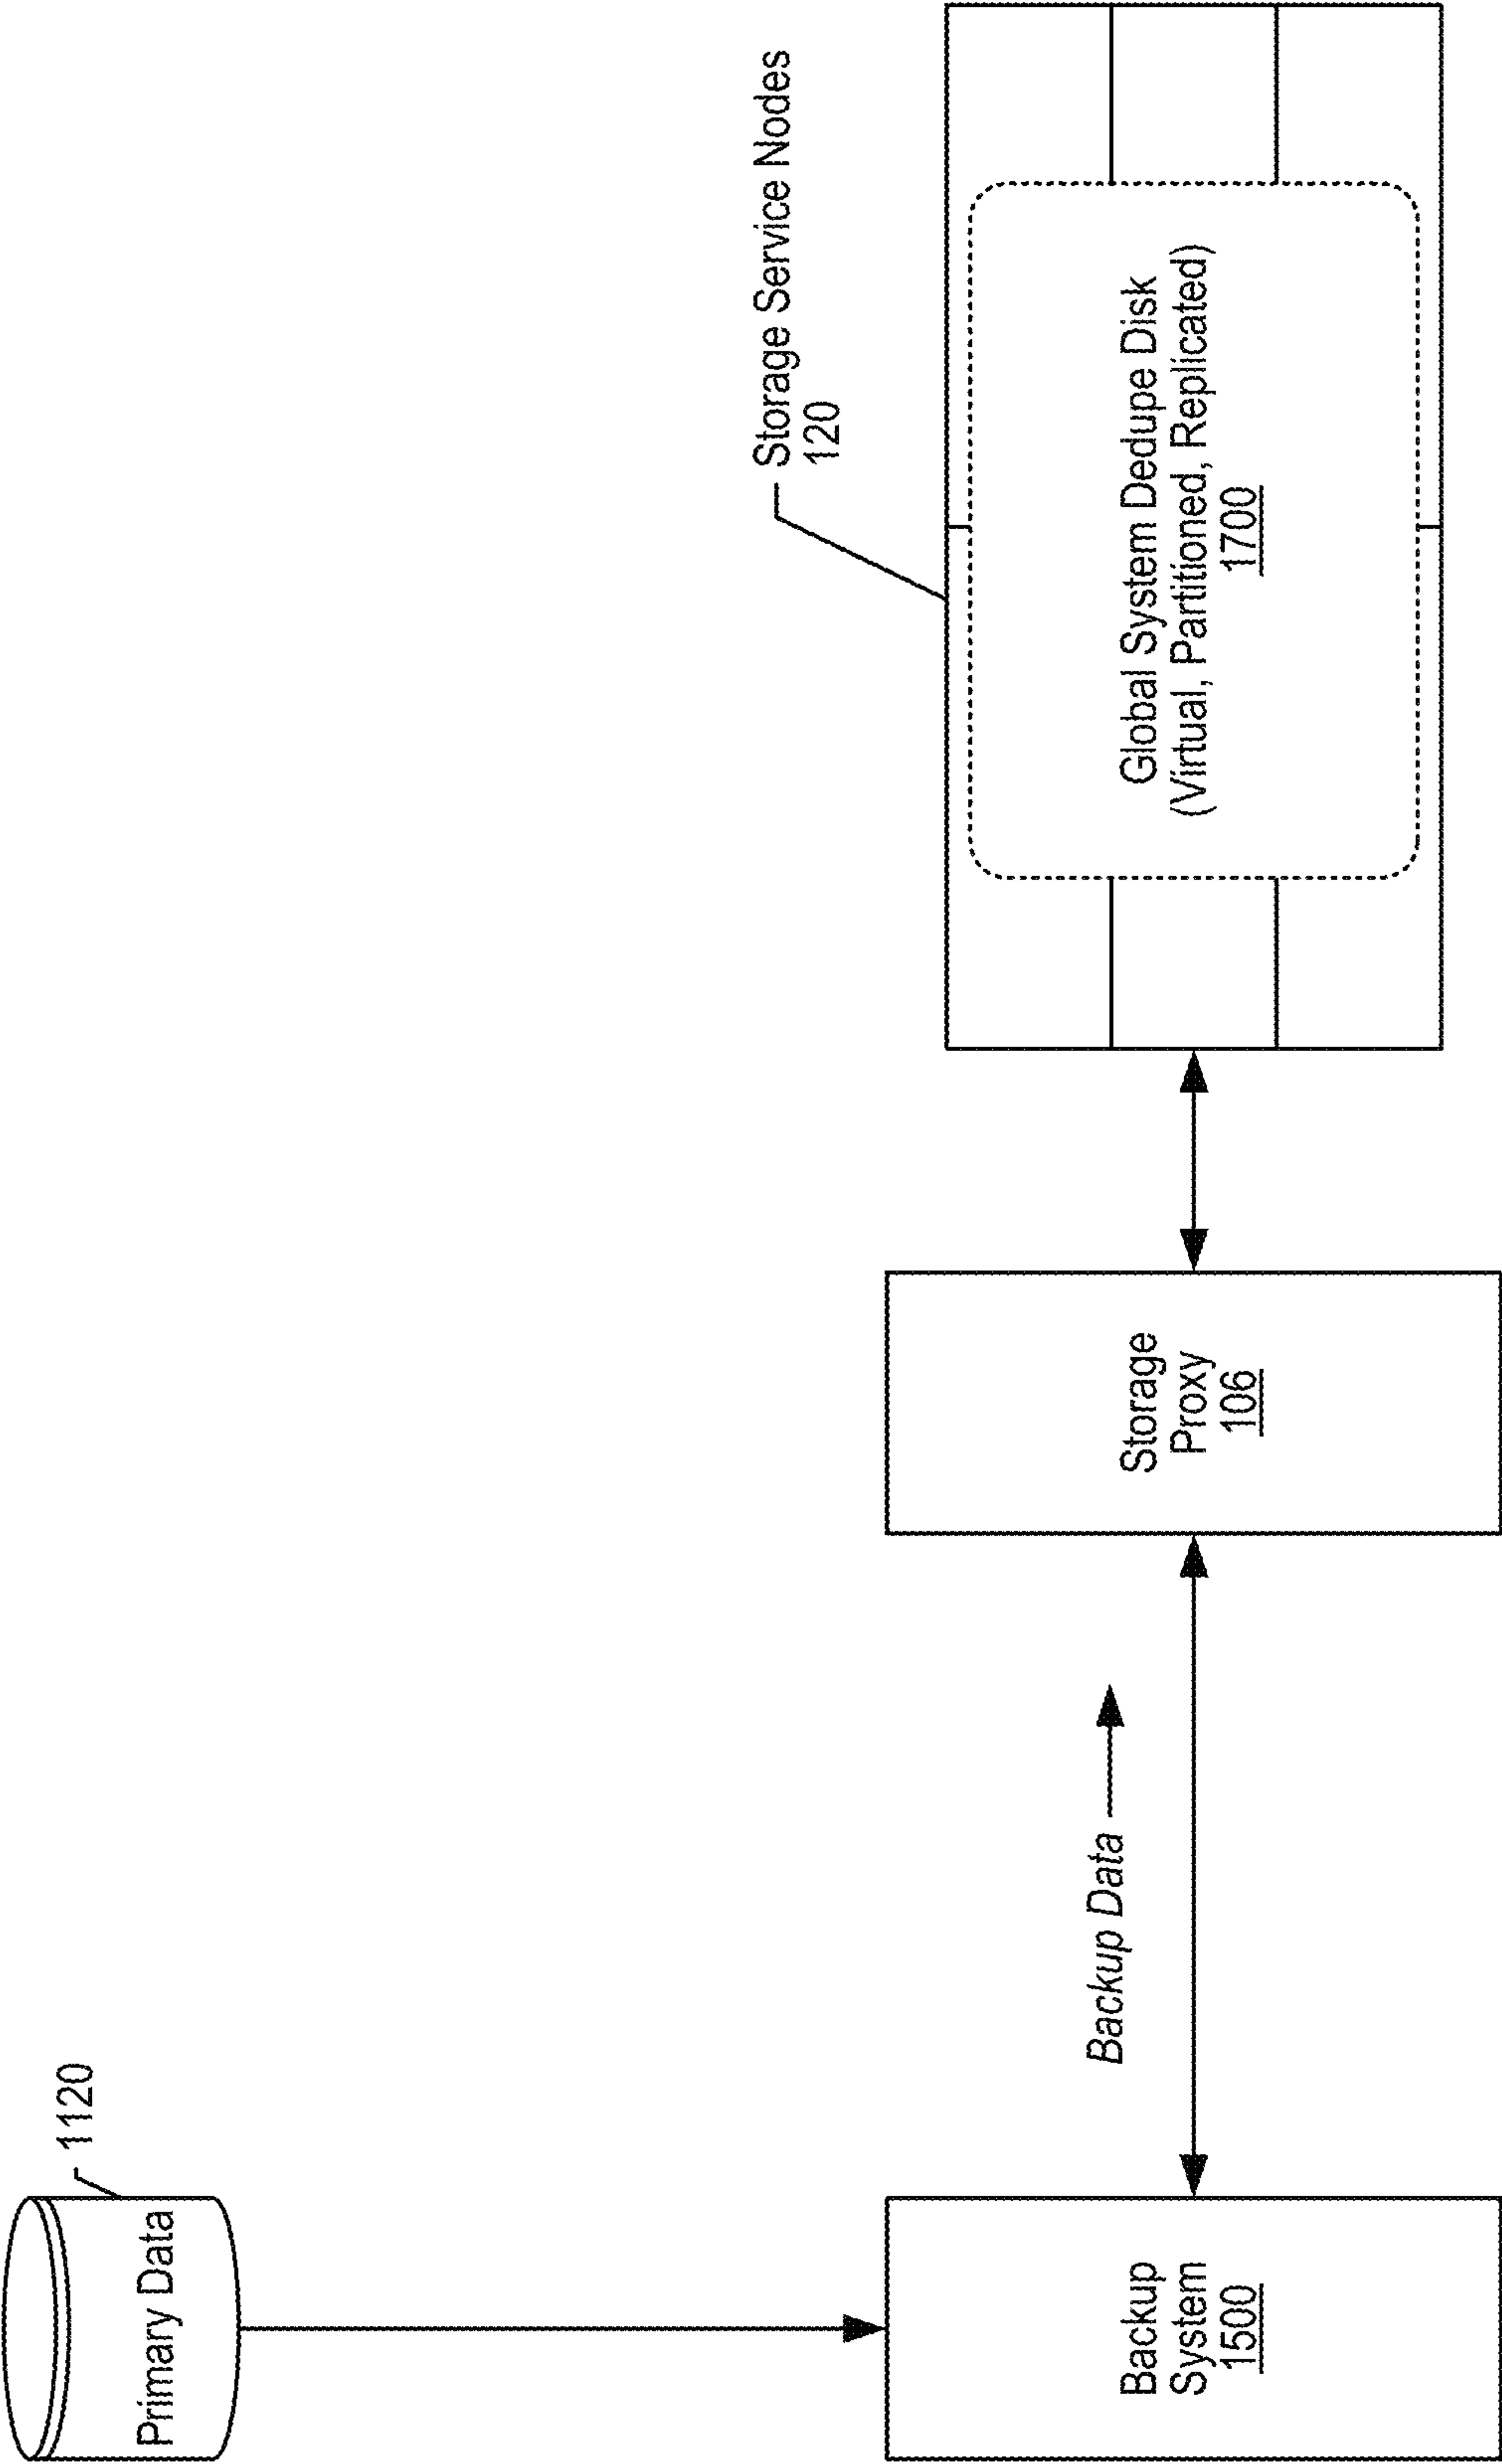 Primary Data
1120
Backup
System
1500
Backup Data
Storage
Proxy
106
Storage Service Nodes
120
Global System Dedupe Disk
(Virtual, Partitioned, Replicated)
1700